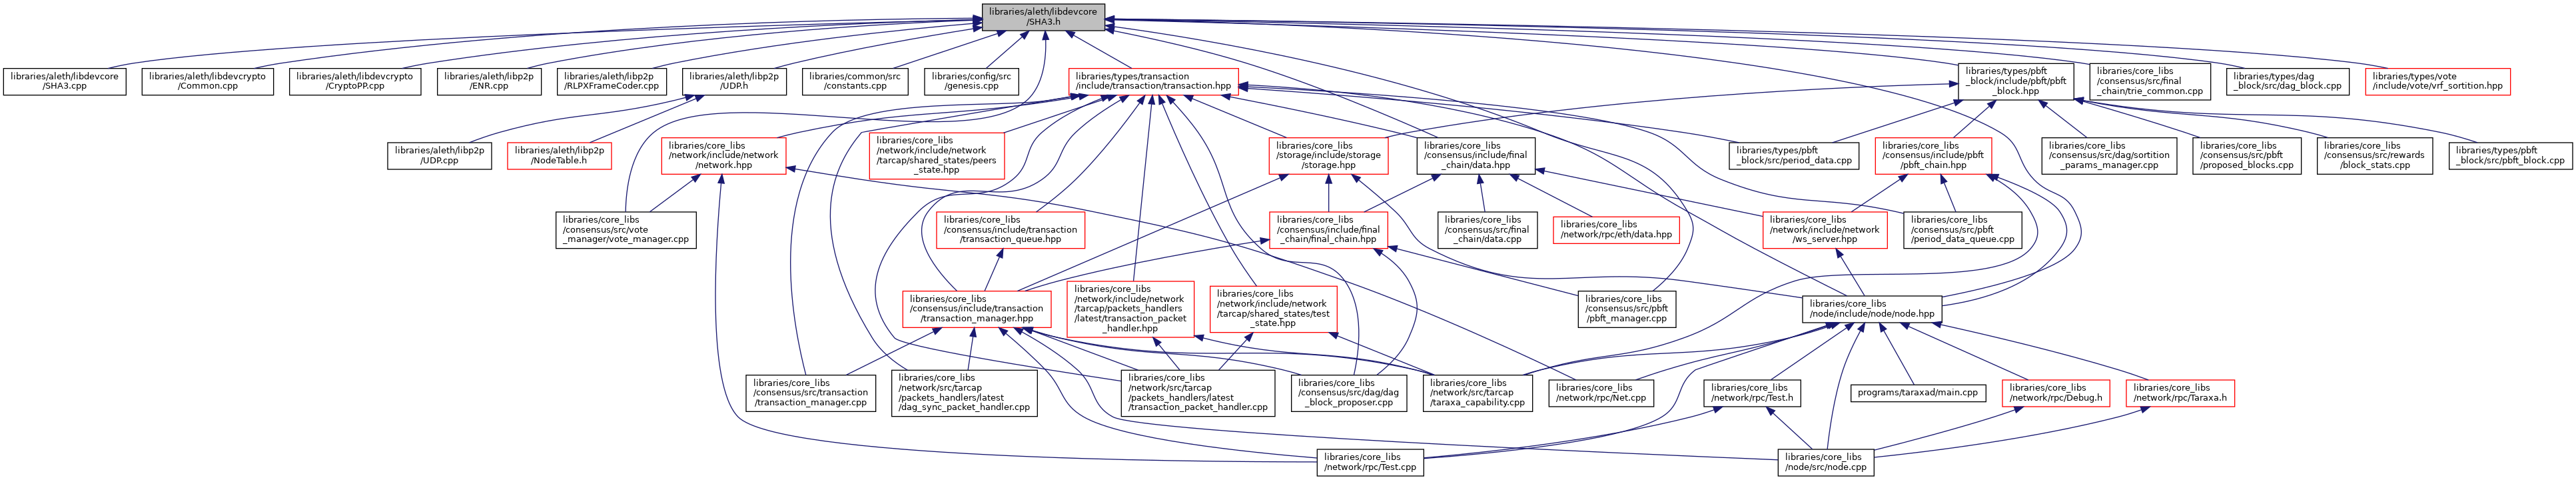 libraries/aleth/libdevcore
/SHA3.h
libraries/aleth/libdevcore
/SHA3.cpp
libraries/aleth/libdevcrypto
/Common.cpp
libraries/aleth/libdevcrypto
/CryptoPP.cpp
libraries/aleth/libp2p
/ENR.cpp
libraries/aleth/libp2p
/RLPXFrameCoder.cpp
libraries/aleth/libp2p
/UDP.h
libraries/common/src
/constants.cpp
libraries/config/src
/genesis.cpp
libraries/types/transaction
/include/transaction/transaction.hpp
libraries/types/pbft
_block/include/pbft/pbft
_block.hpp
libraries/core_libs
/consensus/src/final
_chain/trie_common.cpp
libraries/types/dag
_block/src/dag_block.cpp
libraries/types/vote
/include/vote/vrf_sortition.hpp
libraries/aleth/libp2p
/UDP.cpp
libraries/aleth/libp2p
/NodeTable.h
libraries/core_libs
/network/include/network
/network.hpp
libraries/core_libs
/network/include/network
/tarcap/shared_states/peers
_state.hpp
libraries/core_libs
/storage/include/storage
/storage.hpp
libraries/core_libs
/consensus/include/final
_chain/data.hpp
libraries/types/pbft
_block/src/period_data.cpp
libraries/core_libs
/consensus/include/pbft
/pbft_chain.hpp
libraries/core_libs
/consensus/src/dag/sortition
_params_manager.cpp
libraries/core_libs
/consensus/src/pbft
/proposed_blocks.cpp
libraries/core_libs
/consensus/src/rewards
/block_stats.cpp
libraries/types/pbft
_block/src/pbft_block.cpp
libraries/core_libs
/consensus/src/vote
_manager/vote_manager.cpp
libraries/core_libs
/consensus/include/transaction
/transaction_queue.hpp
libraries/core_libs
/consensus/include/final
_chain/final_chain.hpp
libraries/core_libs
/consensus/src/final
_chain/data.cpp
libraries/core_libs
/network/rpc/eth/data.hpp
libraries/core_libs
/network/include/network
/ws_server.hpp
libraries/core_libs
/consensus/src/pbft
/period_data_queue.cpp
libraries/core_libs
/consensus/include/transaction
/transaction_manager.hpp
libraries/core_libs
/network/include/network
/tarcap/packets_handlers
/latest/transaction_packet
_handler.hpp
libraries/core_libs
/network/include/network
/tarcap/shared_states/test
_state.hpp
libraries/core_libs
/consensus/src/pbft
/pbft_manager.cpp
libraries/core_libs
/node/include/node/node.hpp
libraries/core_libs
/consensus/src/transaction
/transaction_manager.cpp
libraries/core_libs
/network/src/tarcap
/packets_handlers/latest
/dag_sync_packet_handler.cpp
libraries/core_libs
/network/src/tarcap
/packets_handlers/latest
/transaction_packet_handler.cpp
libraries/core_libs
/consensus/src/dag/dag
_block_proposer.cpp
libraries/core_libs
/network/src/tarcap
/taraxa_capability.cpp
libraries/core_libs
/network/rpc/Net.cpp
libraries/core_libs
/network/rpc/Test.h
programs/taraxad/main.cpp
libraries/core_libs
/network/rpc/Debug.h
libraries/core_libs
/network/rpc/Taraxa.h
libraries/core_libs
/network/rpc/Test.cpp
libraries/core_libs
/node/src/node.cpp